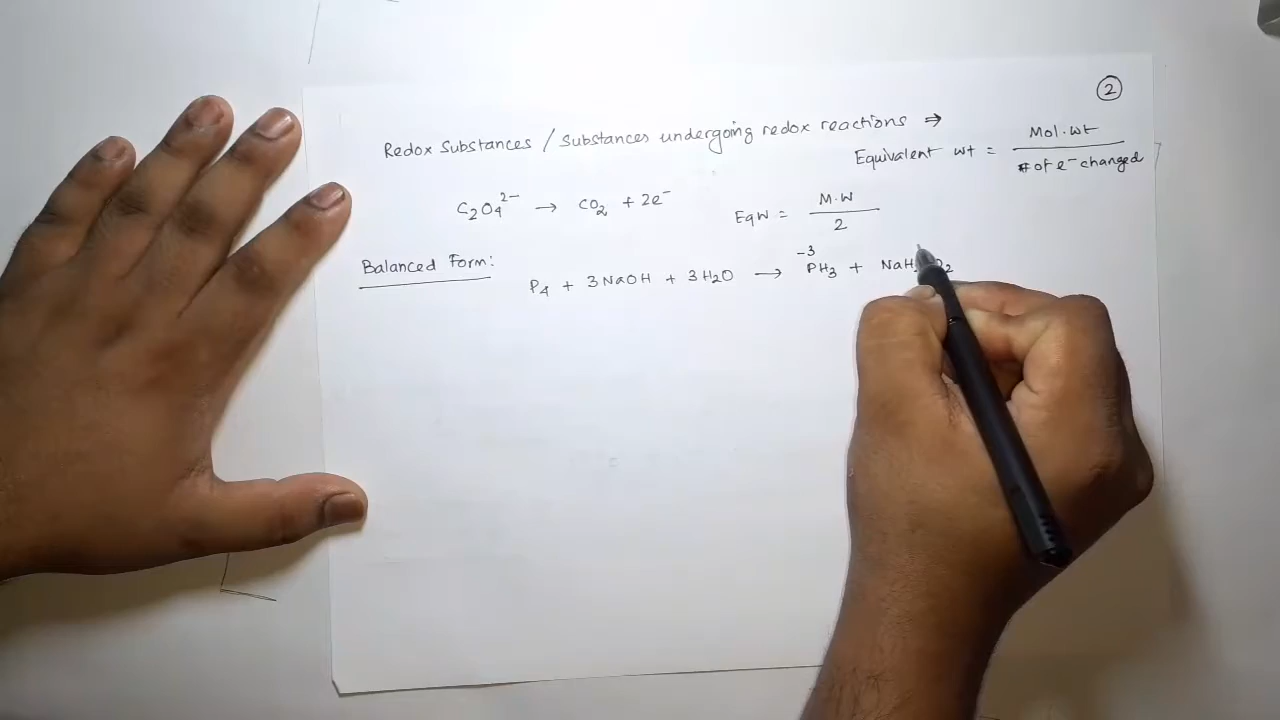 ②
Redox Substances / Substances undergoing redox reactions ⇒
Equivalent wt = Mol. wt / # of e⁻ changed
C₂O₄²⁻ → CO₂ + 2e⁻ EqW = M.W / 2
Balanced Form:
-3
P₄ + 3NaOH + 3H₂O → PH₃ + NaH O₂